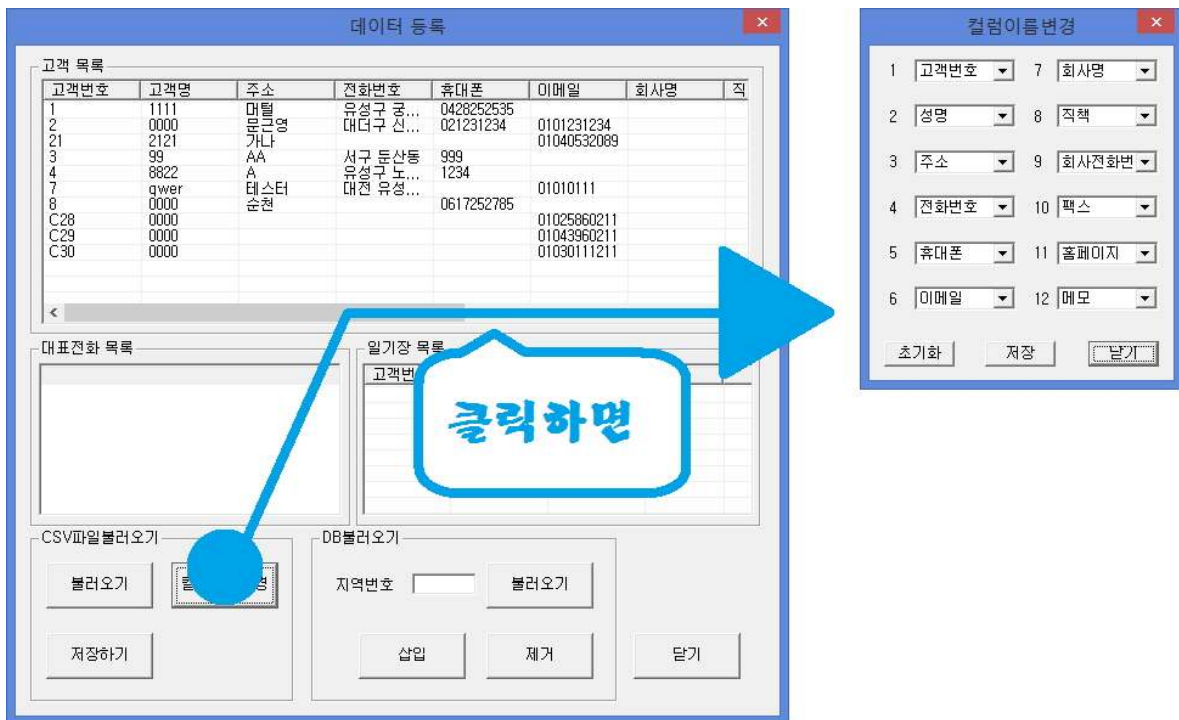 데이터 등록
고객 목록
고객번호 고객명 주소 전화번호 휴대폰 이메일 회사명 직
1 1111 머털 유성구 궁... 0428252535
2 0000 문근영 대더구 신... 021231234 0101231234
21 2121 가나 01040532089
3 99 AA 서구 둔산동 999
4 8822 A 유성구 노... 1234
7 qwer 테스터 대전 유성... 01010111
8 0000 순천 0617252785
C28 0000 01025860211
C29 0000 01043960211
C30 0000 01030111211
대표전화 목록
일기장 목록
고객번
클릭하면
CSV파일불러오기
불러오기
저장하기
DB불러오기
지역번호 불러오기
삽입 제거
닫기
컬럼이름변경
1 고객번호 7 회사명
2 성명 8 직책
3 주소 9 회사전화번
4 전화번호 10 팩스
5 휴대폰 11 홈페이지
6 이메일 12 메모
초기화 저장 닫기